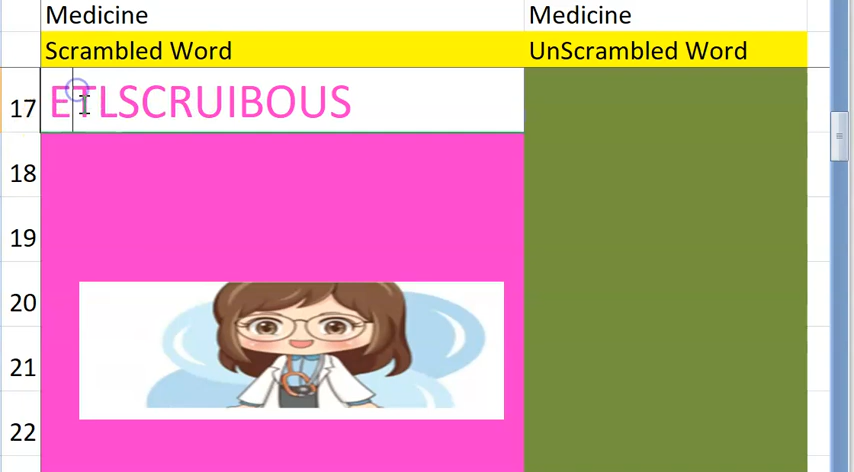 Medicine Medicine
Scrambled Word UnScrambled Word
17 ETLSCRUIBOUS
18
19
20
21
22